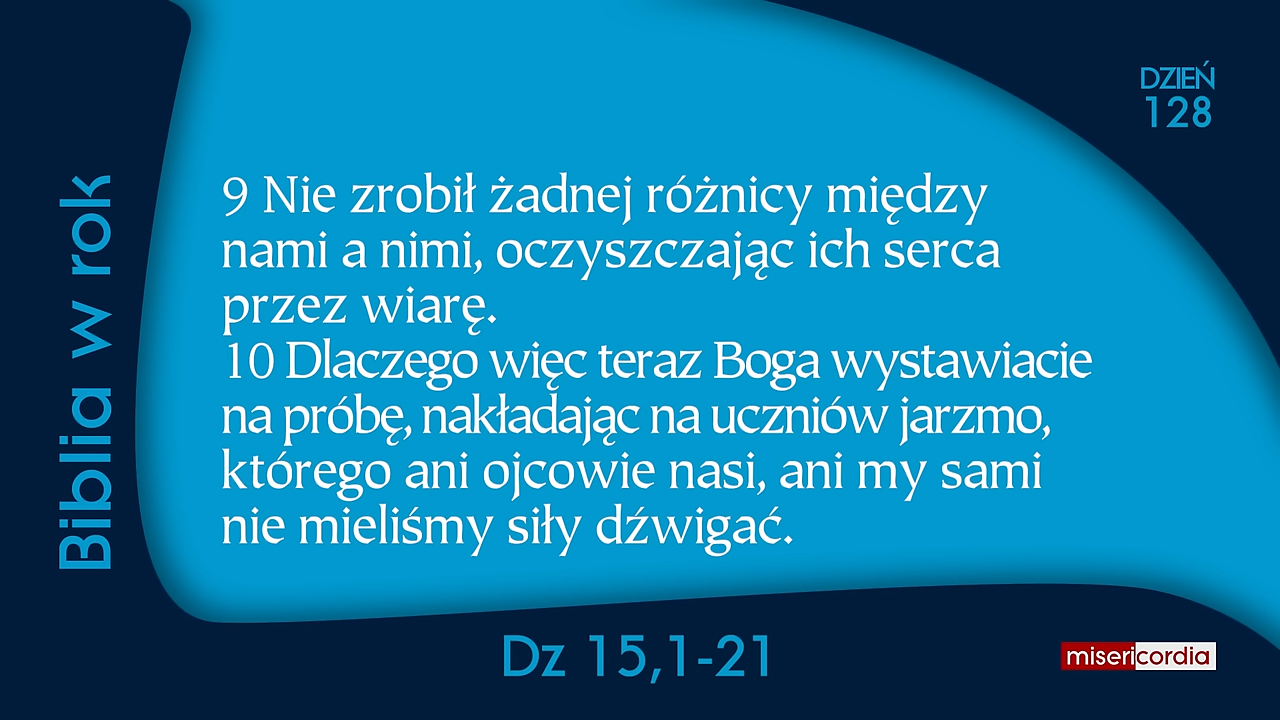 DZIEŃ
128
Biblia w rok
9 Nie zrobił żadnej różnicy między
nami a nimi, oczyszczając ich serca
przez wiarę.
10 Dlaczego więc teraz Boga wystawiacie
na próbę, nakładając na uczniów jarzmo,
którego ani ojcowie nasi, ani my sami
nie mieliśmy siły dźwigać.
Dz 15,1-21
misericordia